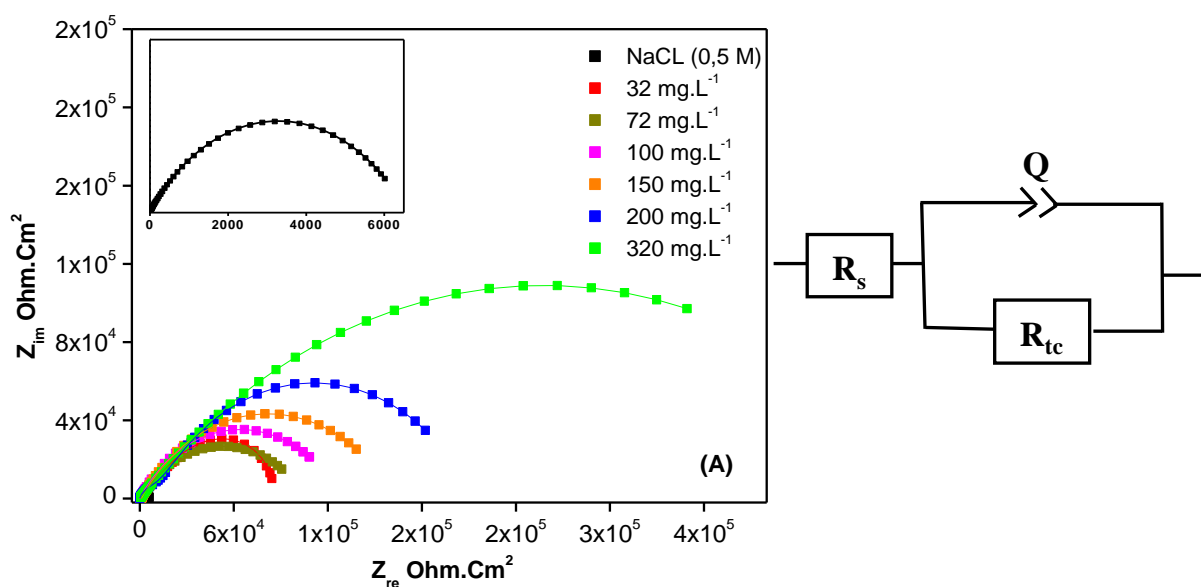 2x10⁵
2x10⁵
2x10⁵
1x10⁵
8x10⁴
4x10⁴
0
Z_im Ohm.Cm²
0
2000
4000
6000
NaCL (0,5 M)
32 mg.L⁻¹
72 mg.L⁻¹
100 mg.L⁻¹
150 mg.L⁻¹
200 mg.L⁻¹
320 mg.L⁻¹
(A)
0
6x10⁴
1x10⁵
2x10⁵
2x10⁵
3x10⁵
4x10⁵
Z_re Ohm.Cm²
Q
R_s
R_tc